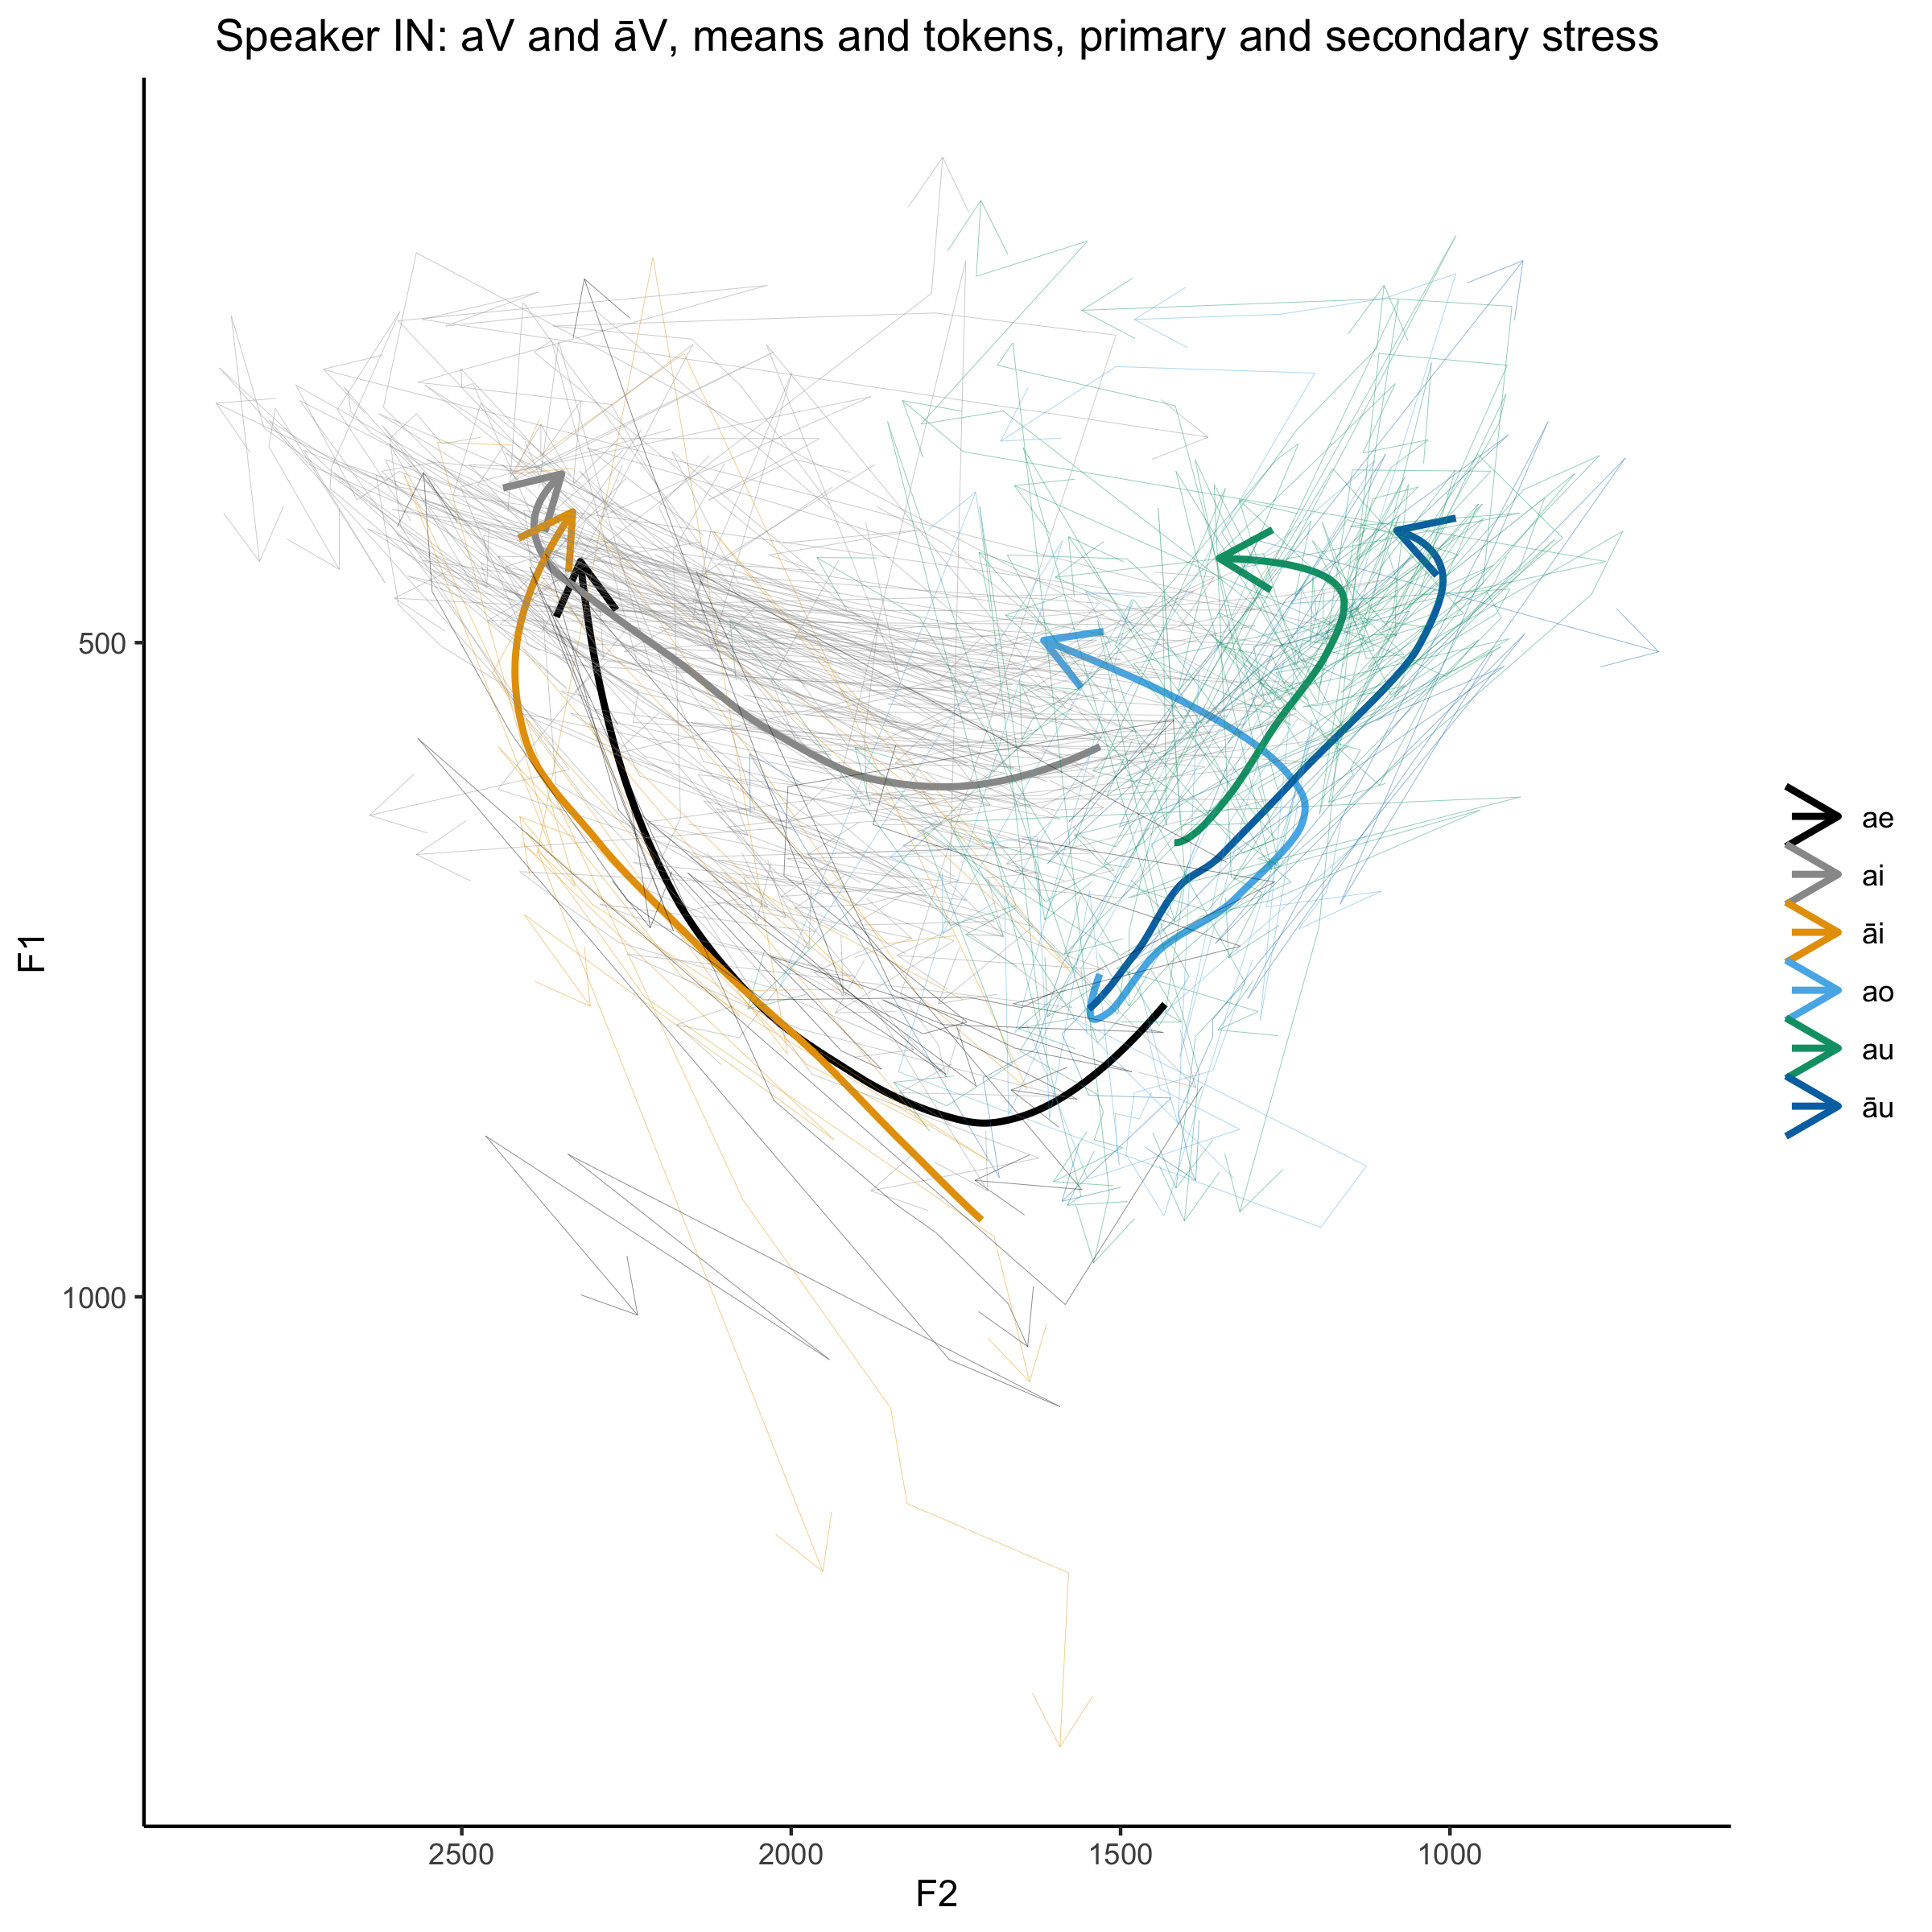 Speaker IN: aV and āV, means and tokens, primary and secondary stress
F1
500
1000
2500
2000
1500
1000
F2
ae
ai
āi
ao
au
āu